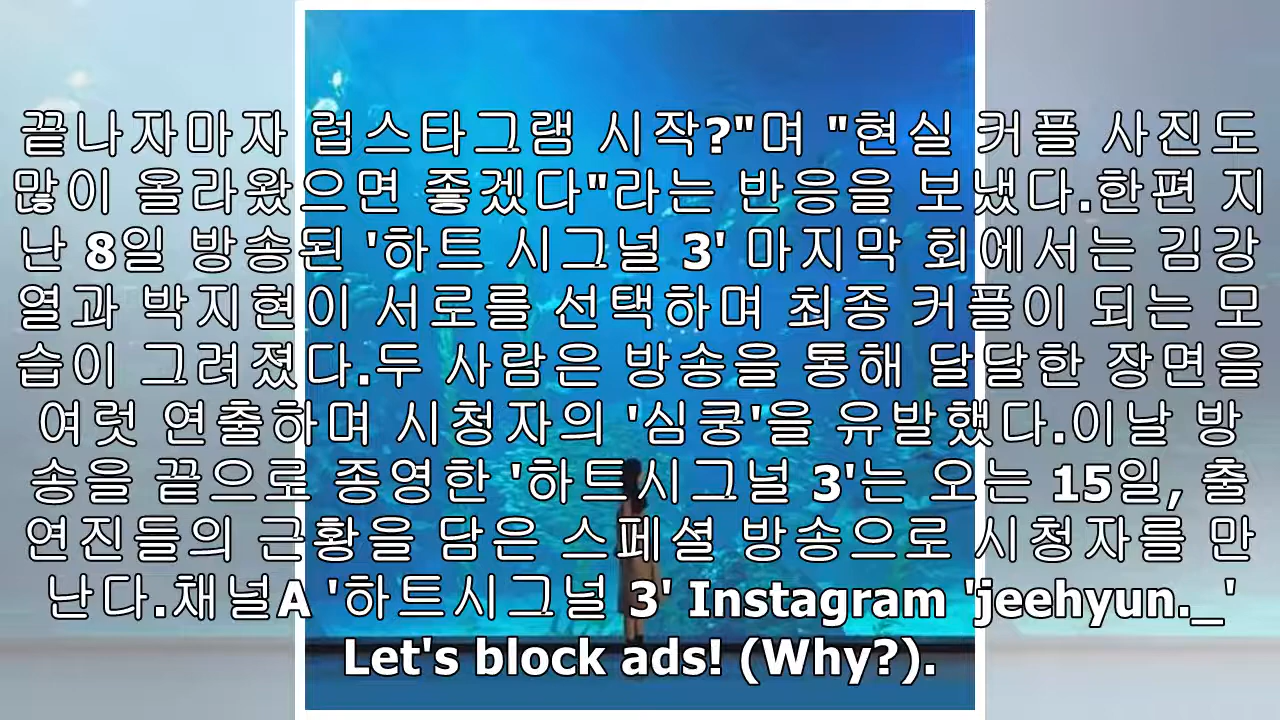 끝나자마자 럽스타그램 시작?"며 "현실 커플 사진도
많이 올라왔으면 좋겠다"라는 반응을 보냈다.한편 지
난 8일 방송된 '하트 시그널 3' 마지막 회에서는 김강
열과 박지현이 서로를 선택하며 최종 커플이 되는 모
습이 그려졌다.두 사람은 방송을 통해 달달한 장면을
여럿 연출하며 시청자의 '심쿵'을 유발했다.이날 방
송을 끝으로 종영한 '하트시그널 3'는 오는 15일, 출
연진들의 근황을 담은 스페셜 방송으로 시청자를 만
난다.채널A '하트시그널 3' Instagram 'jeehyun._'
Let's block ads! (Why?).